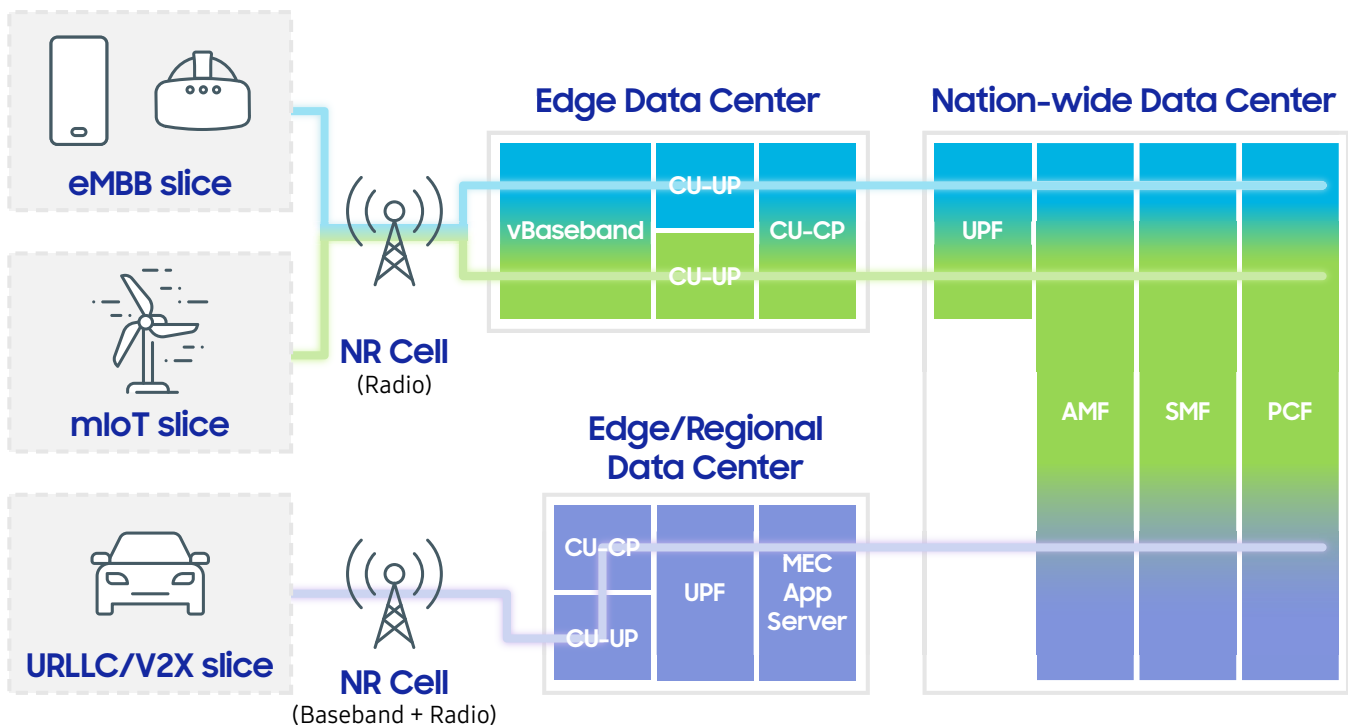 eMBB slice
mIoT slice
URLLC/V2X slice
NR Cell
(Radio)
NR Cell
(Baseband + Radio)
Edge Data Center
vBaseband
CU-UP
CU-UP
CU-CP
Edge/Regional
Data Center
CU-CP
CU-UP
UPF
MEC
App
Server
Nation-wide Data Center
UPF
AMF
SMF
PCF